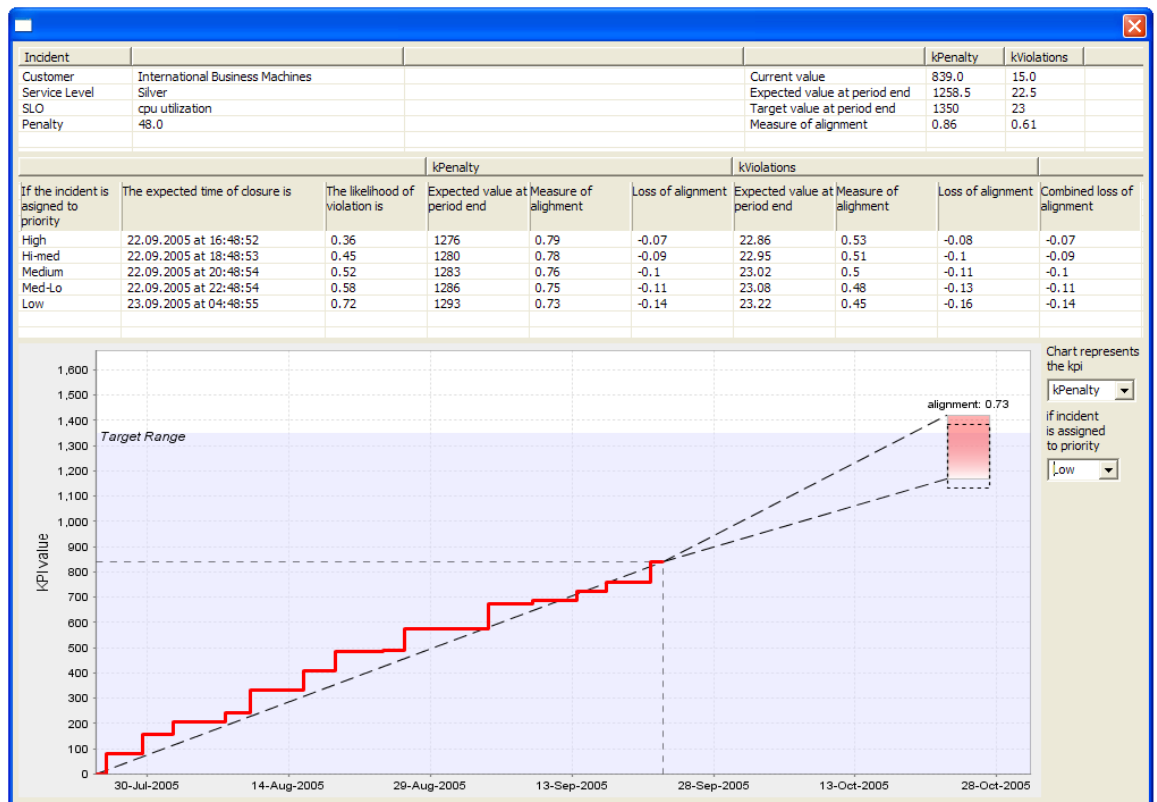 Incident kPenalty kViolations
Customer International Business Machines Current value 839.0 15.0
Service Level Silver Expected value at period end 1258.5 22.5
SLO cpu utilization Target value at period end 1350 23
Penalty 48.0 Measure of alignment 0.86 0.61
kPenalty kViolations
If the incident is The expected time of closure is The likelihood of Expected value at Measure of Loss of alignment Expected value at Measure of Loss of alignment Combined loss of
asigned to violation is period end alighment period end alighment alignment
priority
High 22.09.2005 at 16:48:52 0.36 1276 0.79 -0.07 22.86 0.53 -0.08 -0.07
Hi-med 22.09.2005 at 18:48:53 0.45 1280 0.78 -0.09 22.95 0.51 -0.1 -0.09
Medium 22.09.2005 at 20:48:54 0.52 1283 0.76 -0.1 23.02 0.5 -0.11 -0.1
Med-Lo 22.09.2005 at 22:48:54 0.58 1286 0.75 -0.11 23.08 0.48 -0.13 -0.11
Low 23.09.2005 at 04:48:55 0.72 1293 0.73 -0.14 23.22 0.45 -0.16 -0.14
Chart represents
the kpi
kPenalty
if incident
is assigned
to priority
Low
alignment: 0.73
Target Range
KPI value
1,600
1,500
1,400
1,300
1,200
1,100
1,000
900
800
700
600
500
400
300
200
100
0
30-Jul-2005 14-Aug-2005 29-Aug-2005 13-Sep-2005 28-Sep-2005 13-Oct-2005 28-Oct-2005